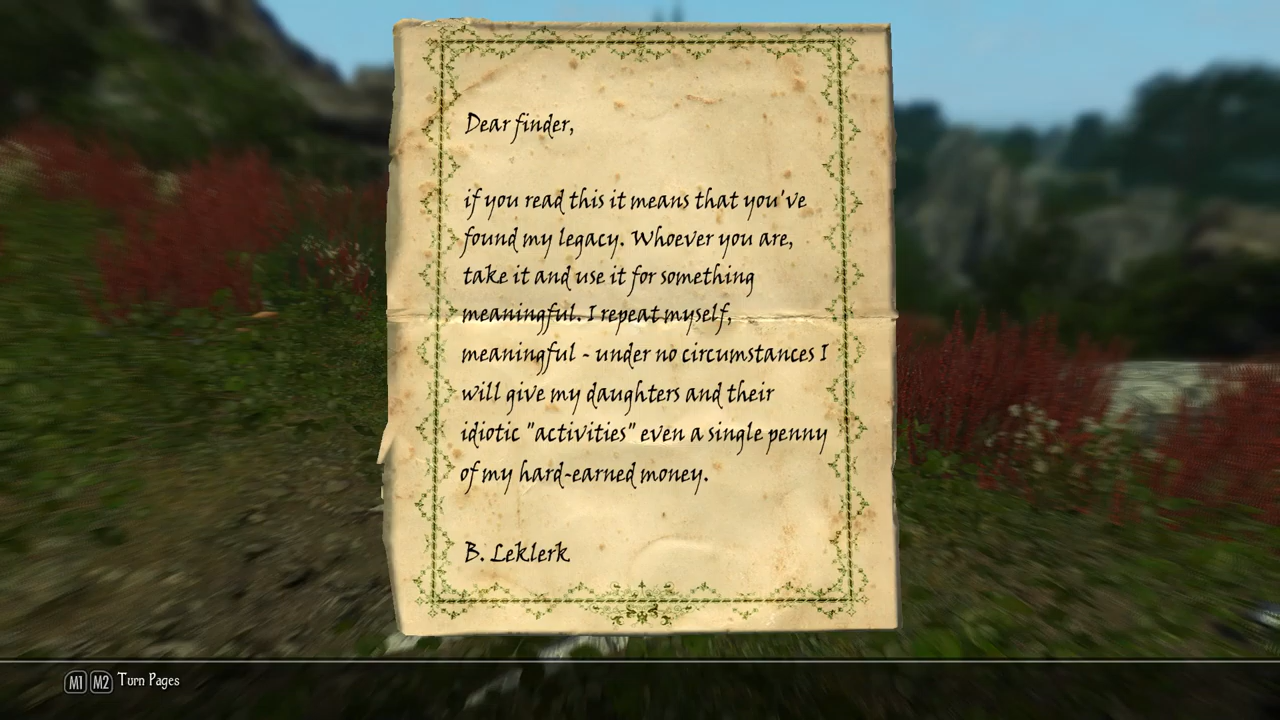 Dear finder,
if you read this it means that you've
found my legacy. Whoever you are,
take it and use it for something
meaningful. I repeat myself,
meaningful - under no circumstances I
will give my daughters and their
idiotic "activities" even a single penny
of my hard-earned money.
B. Leklerk
M1 M2 Turn Pages